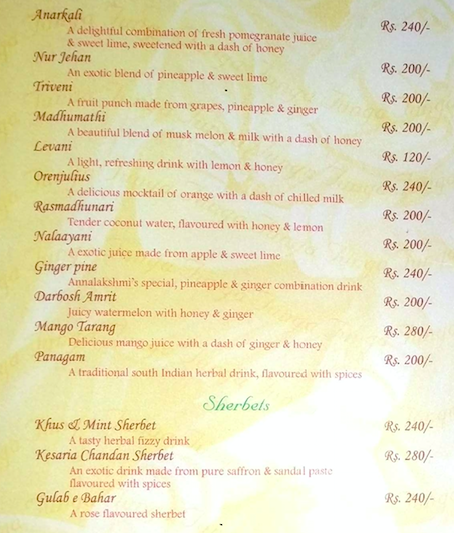 Anarkali Rs. 240/-
A delightful combination of fresh pomegranate juice
& sweet lime, sweetened with a dash of honey
Nur Jehan Rs. 200/-
An exotic blend of pineapple & sweet lime
Triveni Rs. 200/-
A fruit punch made from grapes, pineapple & ginger
Madhumathi Rs. 200/-
A beautiful blend of musk melon & milk with a dash of honey
Levani Rs. 120/-
A light, refreshing drink with lemon & honey
Orenjulius Rs. 240/-
A delicious mocktail of orange with a dash of chilled milk
Rasmadhunari Rs. 200/-
Tender coconut water, flavoured with honey & lemon
Nalaayani Rs. 200/-
A exotic juice made from apple & sweet lime
Ginger pine Rs. 240/-
Annalakshmi's special, pineapple & ginger combination drink
Darbosh Amrit Rs. 200/-
Juicy watermelon with honey & ginger
Mango Tarang Rs. 280/-
Delicious mango juice with a dash of ginger & honey
Panagam Rs. 200/-
A traditional south Indian herbal drink, flavoured with spices
Sherbets
Khus & Mint Sherbet Rs. 240/-
A tasty herbal fizzy drink
Kesaria Chandan Sherbet Rs. 280/-
An exotic drink made from pure saffron & sandal paste
flavoured with spices
Gulab e Bahar Rs. 240/-
A rose flavoured sherbet